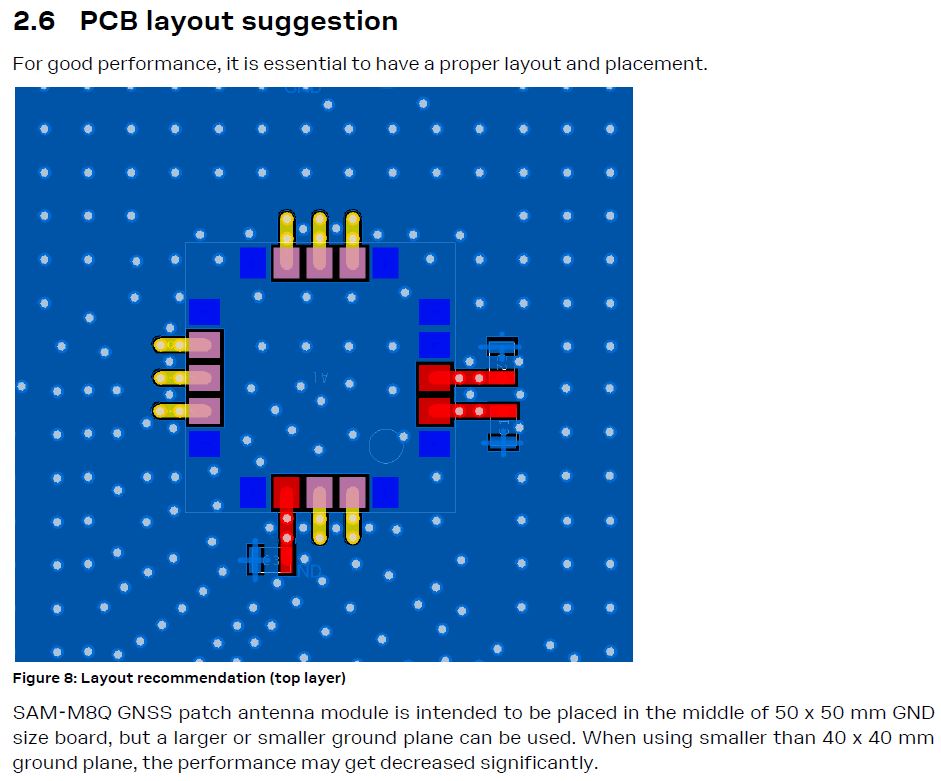 2.6 PCB layout suggestion
For good performance, it is essential to have a proper layout and placement.
GND
A1
GND
Figure 8: Layout recommendation (top layer)
SAM-M8Q GNSS patch antenna module is intended to be placed in the middle of 50 x 50 mm GND
size board, but a larger or smaller ground plane can be used. When using smaller than 40 x 40 mm
ground plane, the performance may get decreased significantly.